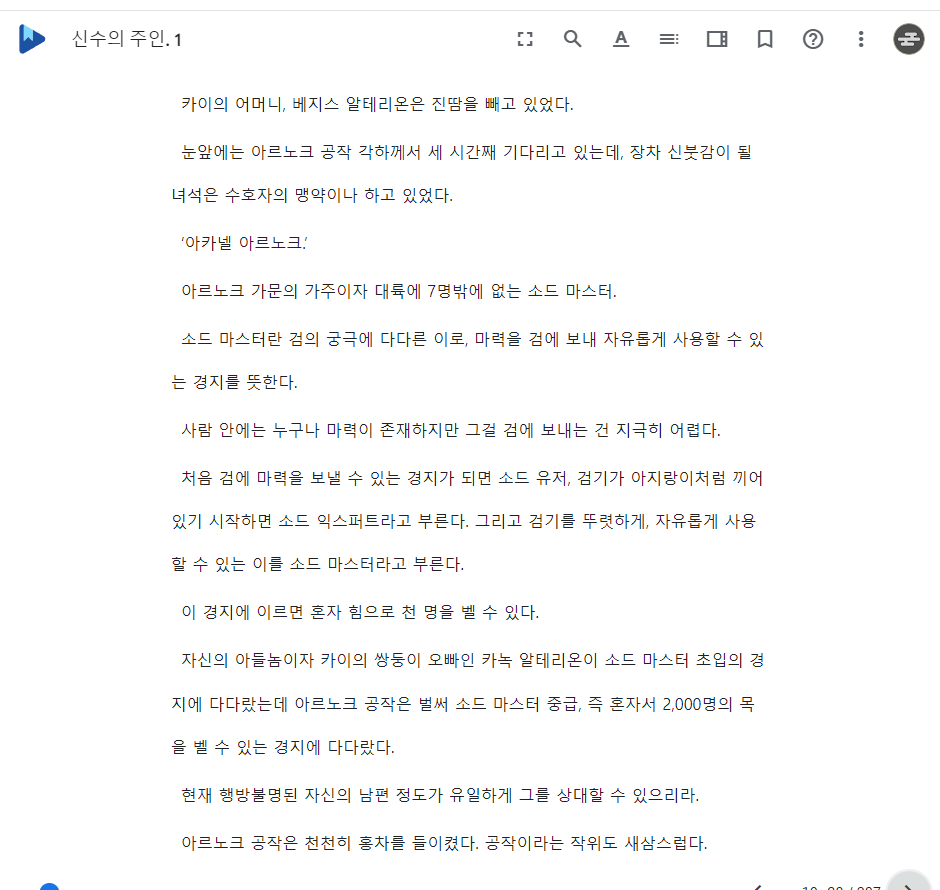 신수의 주인. 1
카이의 어머니, 베지스 알테리온은 진땀을 빼고 있었다.
눈앞에는 아르노크 공작 각하께서 세 시간째 기다리고 있는데, 장차 신붓감이 될
녀석은 수호자의 맹약이나 하고 있었다.
‘아카넬 아르노크.’
아르노크 가문의 가주이자 대륙에 7명밖에 없는 소드 마스터.
소드 마스터란 검의 궁극에 다다른 이로, 마력을 검에 보내 자유롭게 사용할 수 있
는 경지를 뜻한다.
사람 안에는 누구나 마력이 존재하지만 그걸 검에 보내는 건 지극히 어렵다.
처음 검에 마력을 보낼 수 있는 경지가 되면 소드 유저, 검기가 아지랑이처럼 끼어
있기 시작하면 소드 익스퍼트라고 부른다. 그리고 검기를 뚜렷하게, 자유롭게 사용
할 수 있는 이를 소드 마스터라고 부른다.
이 경지에 이르면 혼자 힘으로 천 명을 벨 수 있다.
자신의 아들놈이자 카이의 쌍둥이 오빠인 카녹 알테리온이 소드 마스터 초입의 경
지에 다다랐는데 아르노크 공작은 벌써 소드 마스터 중급, 즉 혼자서 2,000명의 목
을 벨 수 있는 경지에 다다랐다.
현재 행방불명된 자신의 남편 정도가 유일하게 그를 상대할 수 있으리라.
아르노크 공작은 천천히 홍차를 들이켰다. 공작이라는 작위도 새삼스럽다.